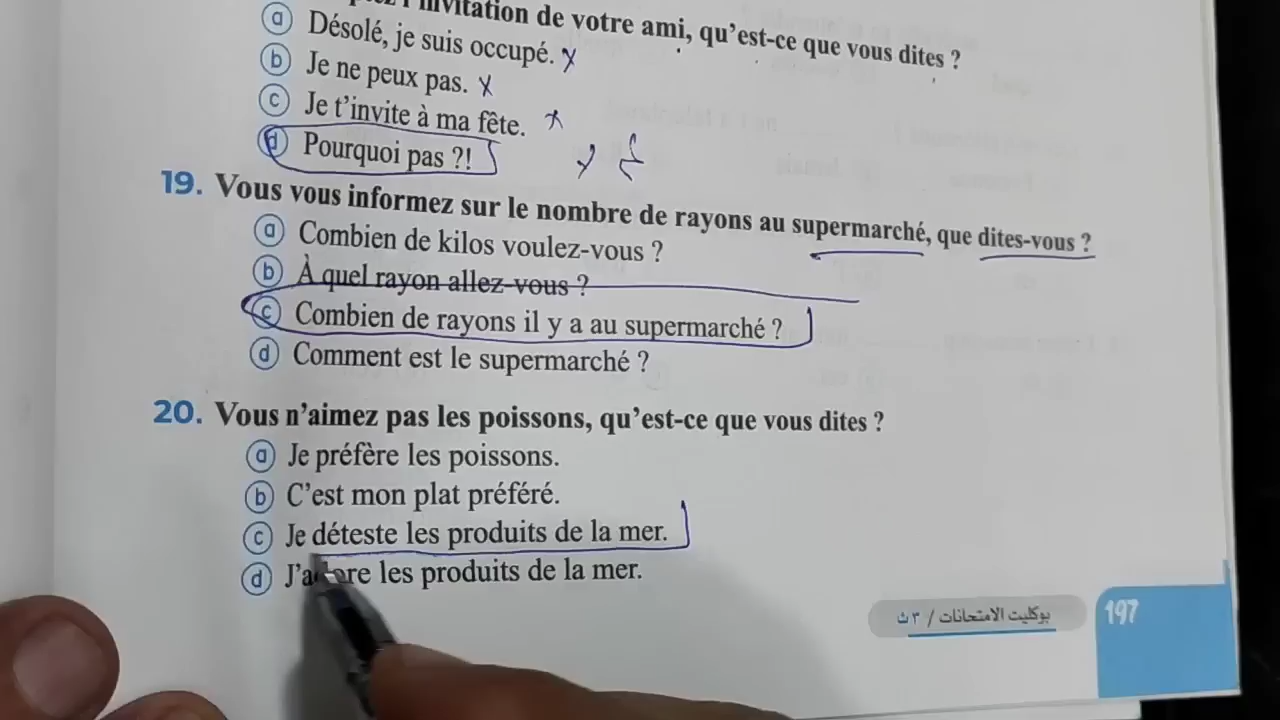 l'invitation de votre ami, qu'est-ce que vous dites ?
a Désolé, je suis occupé. x
b Je ne peux pas. x
c Je t'invite à ma fête. x
d Pourquoi pas ?!
19. Vous vous informez sur le nombre de rayons au supermarché, que dites-vous ?
a Combien de kilos voulez-vous ?
b À quel rayon allez-vous ?
c Combien de rayons il y a au supermarché ?
d Comment est le supermarché ?
20. Vous n'aimez pas les poissons, qu'est-ce que vous dites ?
a Je préfère les poissons.
b C'est mon plat préféré.
c Je déteste les produits de la mer.
d J'adore les produits de la mer.
بوكليت الامتحانات / ٣ ث
197